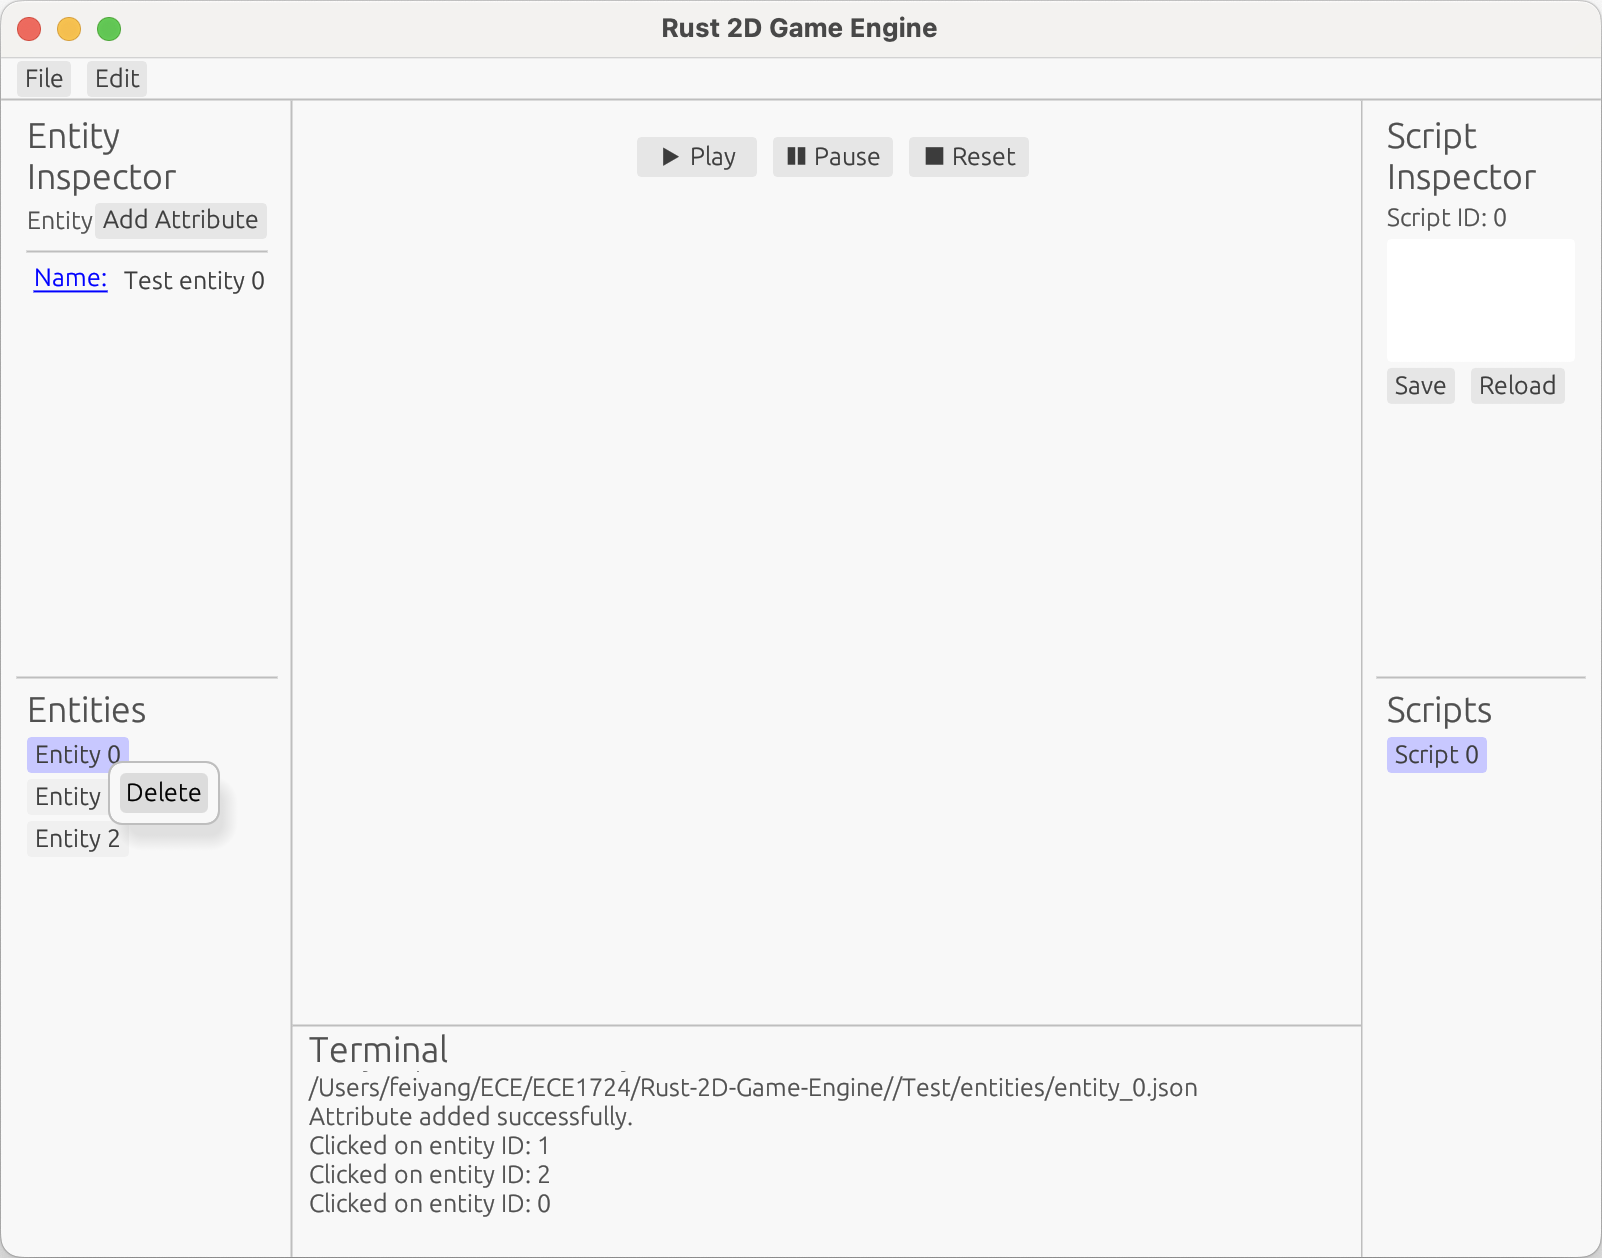 Rust 2D Game Engine
File Edit
Entity
Inspector
Entity Add Attribute
Name: Test entity 0
Play Pause Reset
Script
Inspector
Script ID: 0
Save Reload
Entities
Entity 0
Entity
Delete
Entity 2
Scripts
Script 0
Terminal
/Users/feiyang/ECE/ECE1724/Rust-2D-Game-Engine//Test/entities/entity_0.json
Attribute added successfully.
Clicked on entity ID: 1
Clicked on entity ID: 2
Clicked on entity ID: 0